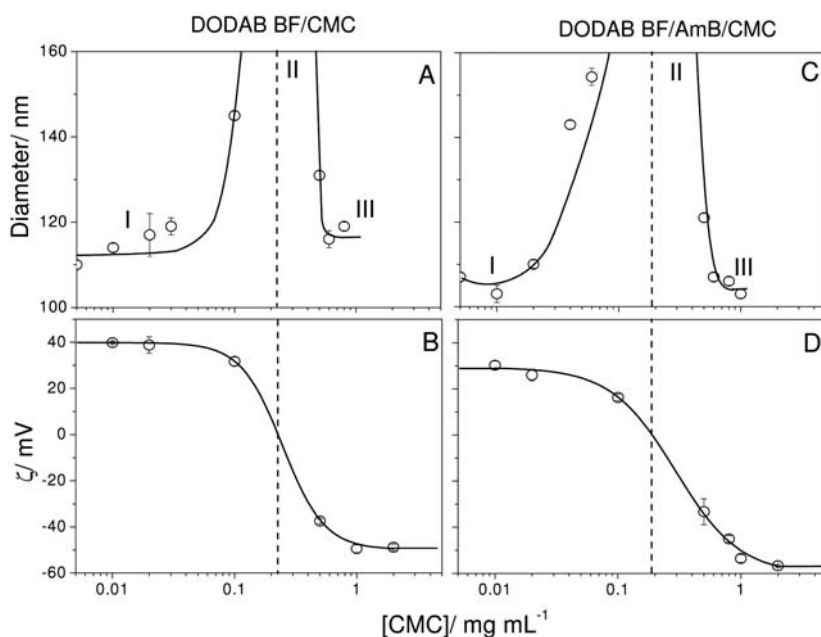 DODAB BF/CMC
DODAB BF/AmB/CMC
160
140
120
100
Diameter/ nm
I
II
III
A
I
II
III
C
40
20
0
-20
-40
-60
ζ/ mV
B
D
0.01 0.1 1
0.01 0.1 1
[CMC]/ mg mL⁻¹